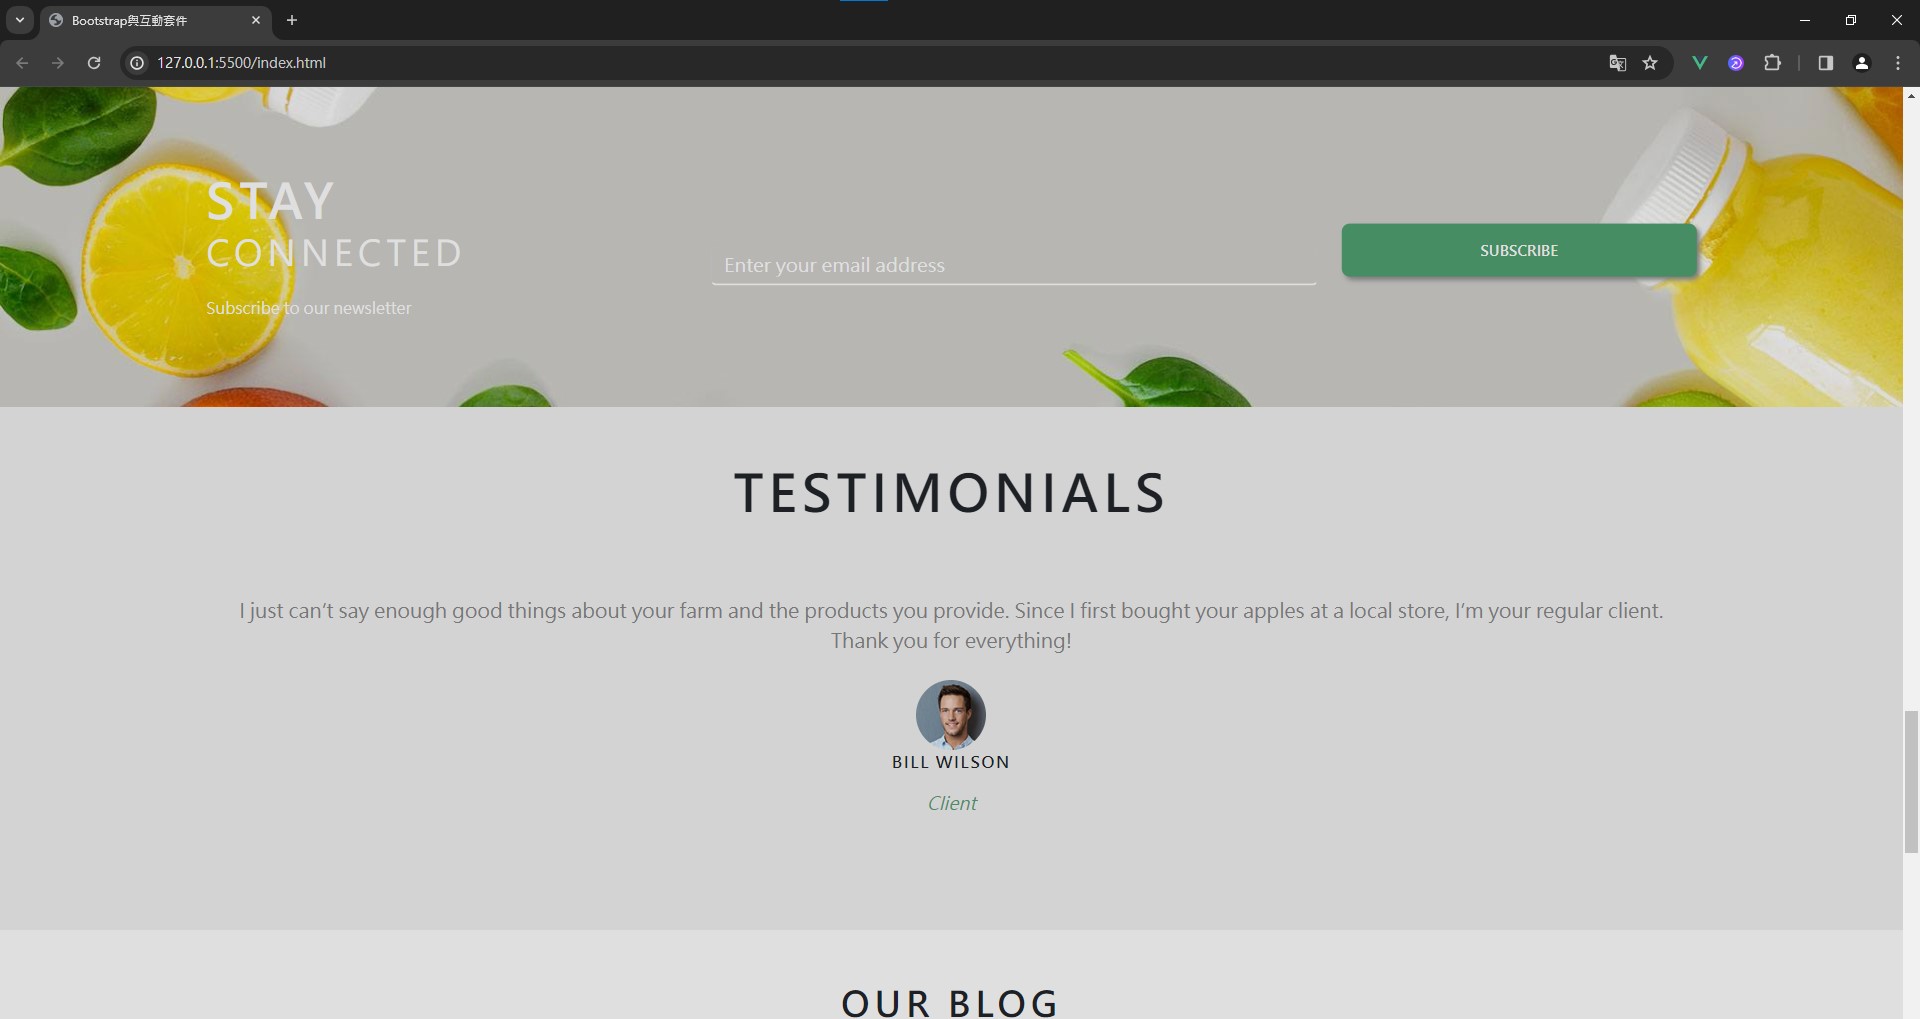 Bootstrap與互動套件
127.0.0.1:5500/index.html
STAY
CONNECTED
Subscribe to our newsletter
Enter your email address
SUBSCRIBE
TESTIMONIALS
I just can’t say enough good things about your farm and the products you provide. Since I first bought your apples at a local store, I’m your regular client.
Thank you for everything!
BILL WILSON
Client
OUR BLOG